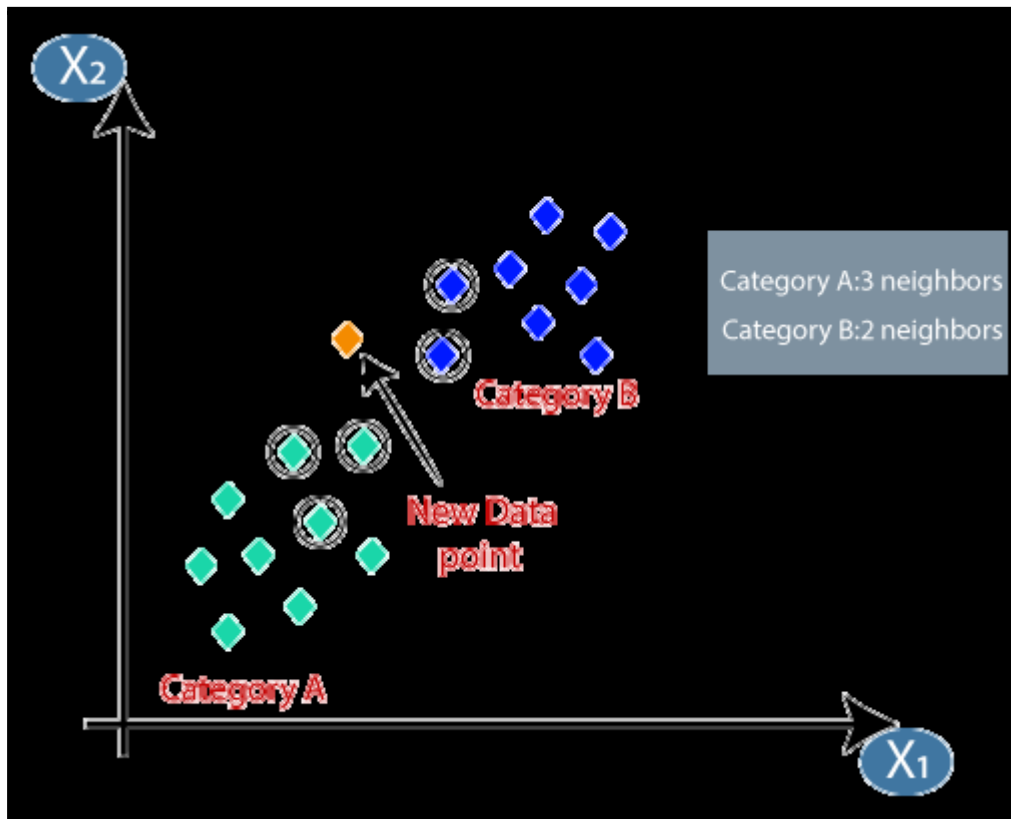 X₂
Category A:3 neighbors
Category B:2 neighbors
Category B
New Data
point
Category A
X₁